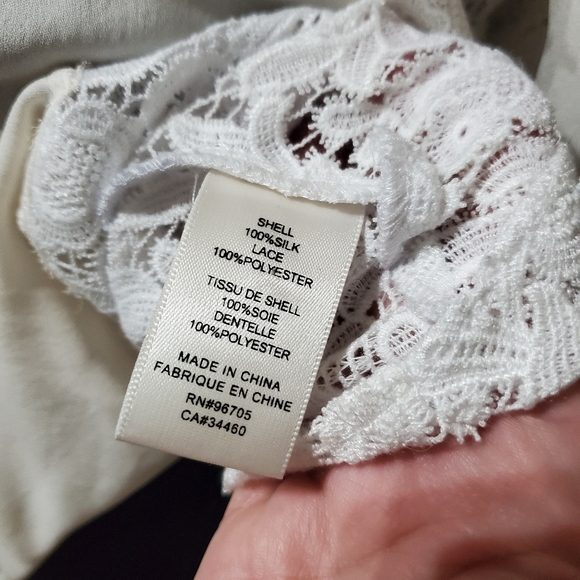 SHELL
100%SILK
LACE
100%POLYESTER
TISSU DE SHELL
100%SOIE
DENTELLE
100%POLYESTER
MADE IN CHINA
FABRIQUE EN CHINE
RN#96705
CA#34460